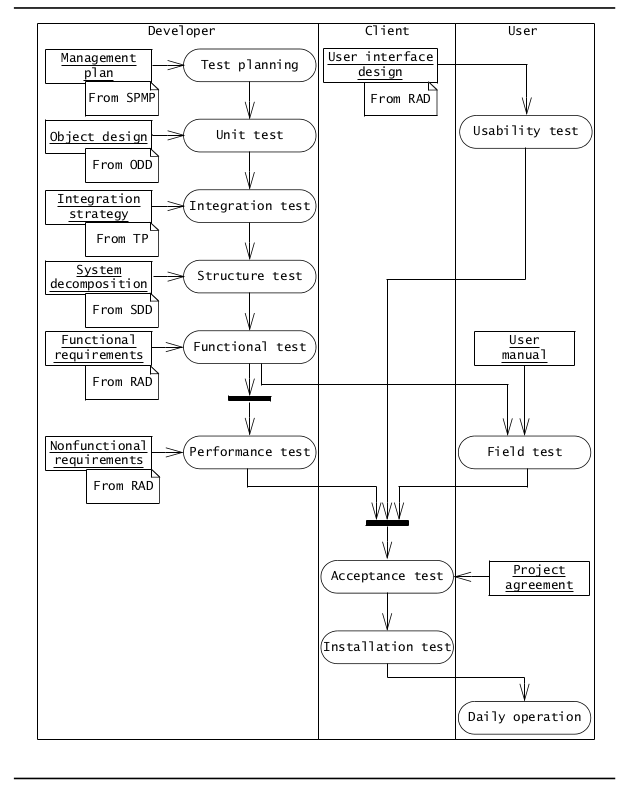 Developer
Client
User
Management
plan
From SPMP
Test planning
User interface
design
From RAD
Usability test
Object design
From ODD
Unit test
Integration
strategy
From TP
Integration test
System
decomposition
From SDD
Structure test
Functional
requirements
From RAD
Functional test
User
manual
Nonfunctional
requirements
From RAD
Performance test
Field test
Acceptance test
Project
agreement
Installation test
Daily operation